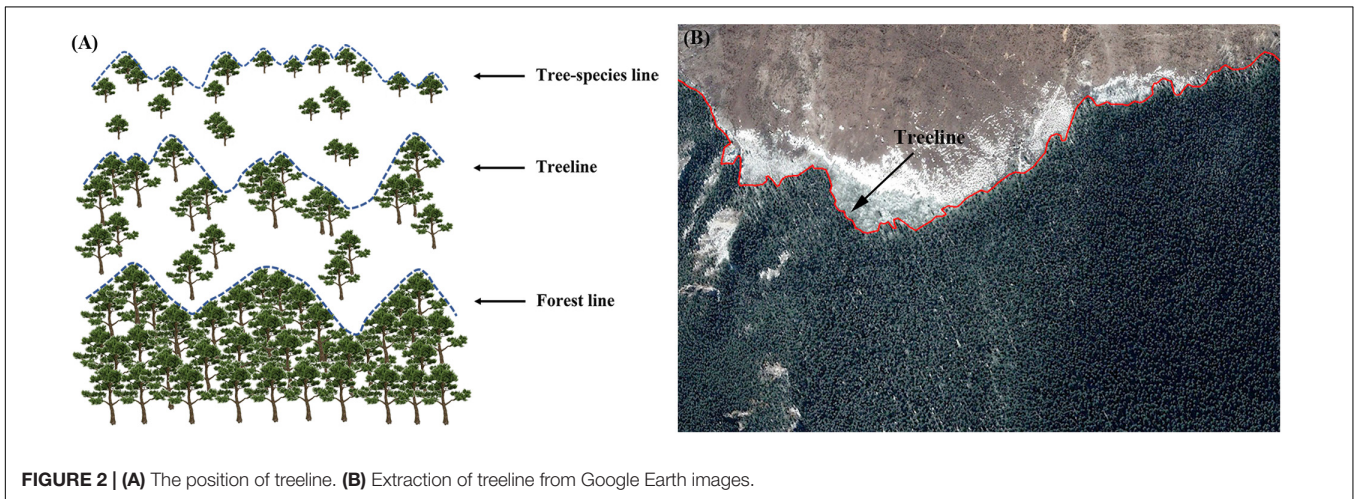 (A)
Tree-species line
Treeline
Forest line
(B)
Treeline
FIGURE 2 | (A) The position of treeline. (B) Extraction of treeline from Google Earth images.